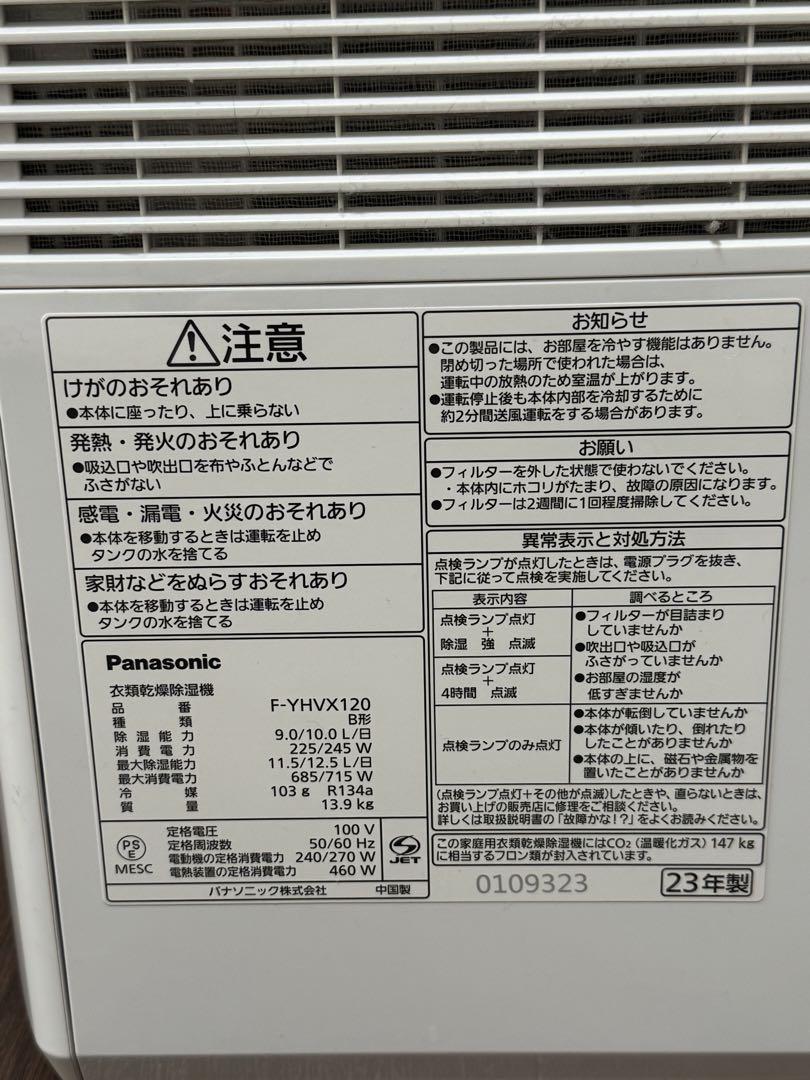 注意
けがのおそれあり
●本体に座ったり、上に乗らない
発熱・発火のおそれあり
●吸込口や吹出口を布やふとんなどで
ふさがない
感電・漏電・火災のおそれあり
●本体を移動するときは運転を止め
タンクの水を捨てる
家財などをぬらすおそれあり
●本体を移動するときは運転を止め
タンクの水を捨てる
Panasonic
衣類乾燥除湿機
品番 F-YHVX120
種類 B形
除湿能力 9.0/10.0 L/日
消費電力 225/245 W
最大除湿能力 11.5/12.5 L/日
最大消費電力 685/715 W
冷媒 103 g R134a
質量 13.9 kg
PS
E
MESC
定格電圧 100 V
定格周波数 50/60 Hz
電動機の定格消費電力 240/270 W
電熱装置の定格消費電力 460 W
JET
パナソニック株式会社 中国製
お知らせ
●この製品には、お部屋を冷やす機能はありません。
閉め切った場所で使われた場合は、
運転中の放熱のため室温が上がります。
●運転停止後も本体内部を冷却するために
約2分間送風運転をする場合があります。
お願い
●フィルターを外した状態で使わないでください。
・本体内にホコリがたまり、故障の原因になります。
●フィルターは2週間に1回程度掃除してください。
異常表示と対処方法
点検ランプが点灯したときは、電源プラグを抜き、
下記に従って点検を実施してください。
表示内容 調べるところ
点検ランプ点灯
+
除湿 強 点滅
点検ランプ点灯
+
4時間 点滅
●フィルターが目詰まり
していませんか
●吹出口や吸込口が
ふさがっていませんか
●お部屋の湿度が
低すぎませんか
点検ランプのみ点灯
●本体が転倒していませんか
●本体が傾いたり、倒れたり
したことがありませんか
●本体の上に、磁石や金属物を
置いたことがありませんか
(点検ランプ点灯+その他が点滅)したときや、直らないときは、
お買い上げの販売店に修理をご相談ください。
詳しくは取扱説明書の「故障かな!?」をよくお読みください。
この家庭用衣類乾燥除湿機にはCO₂(温暖化ガス)147 kg
に相当するフロン類が封入されています。
0109323
23年製